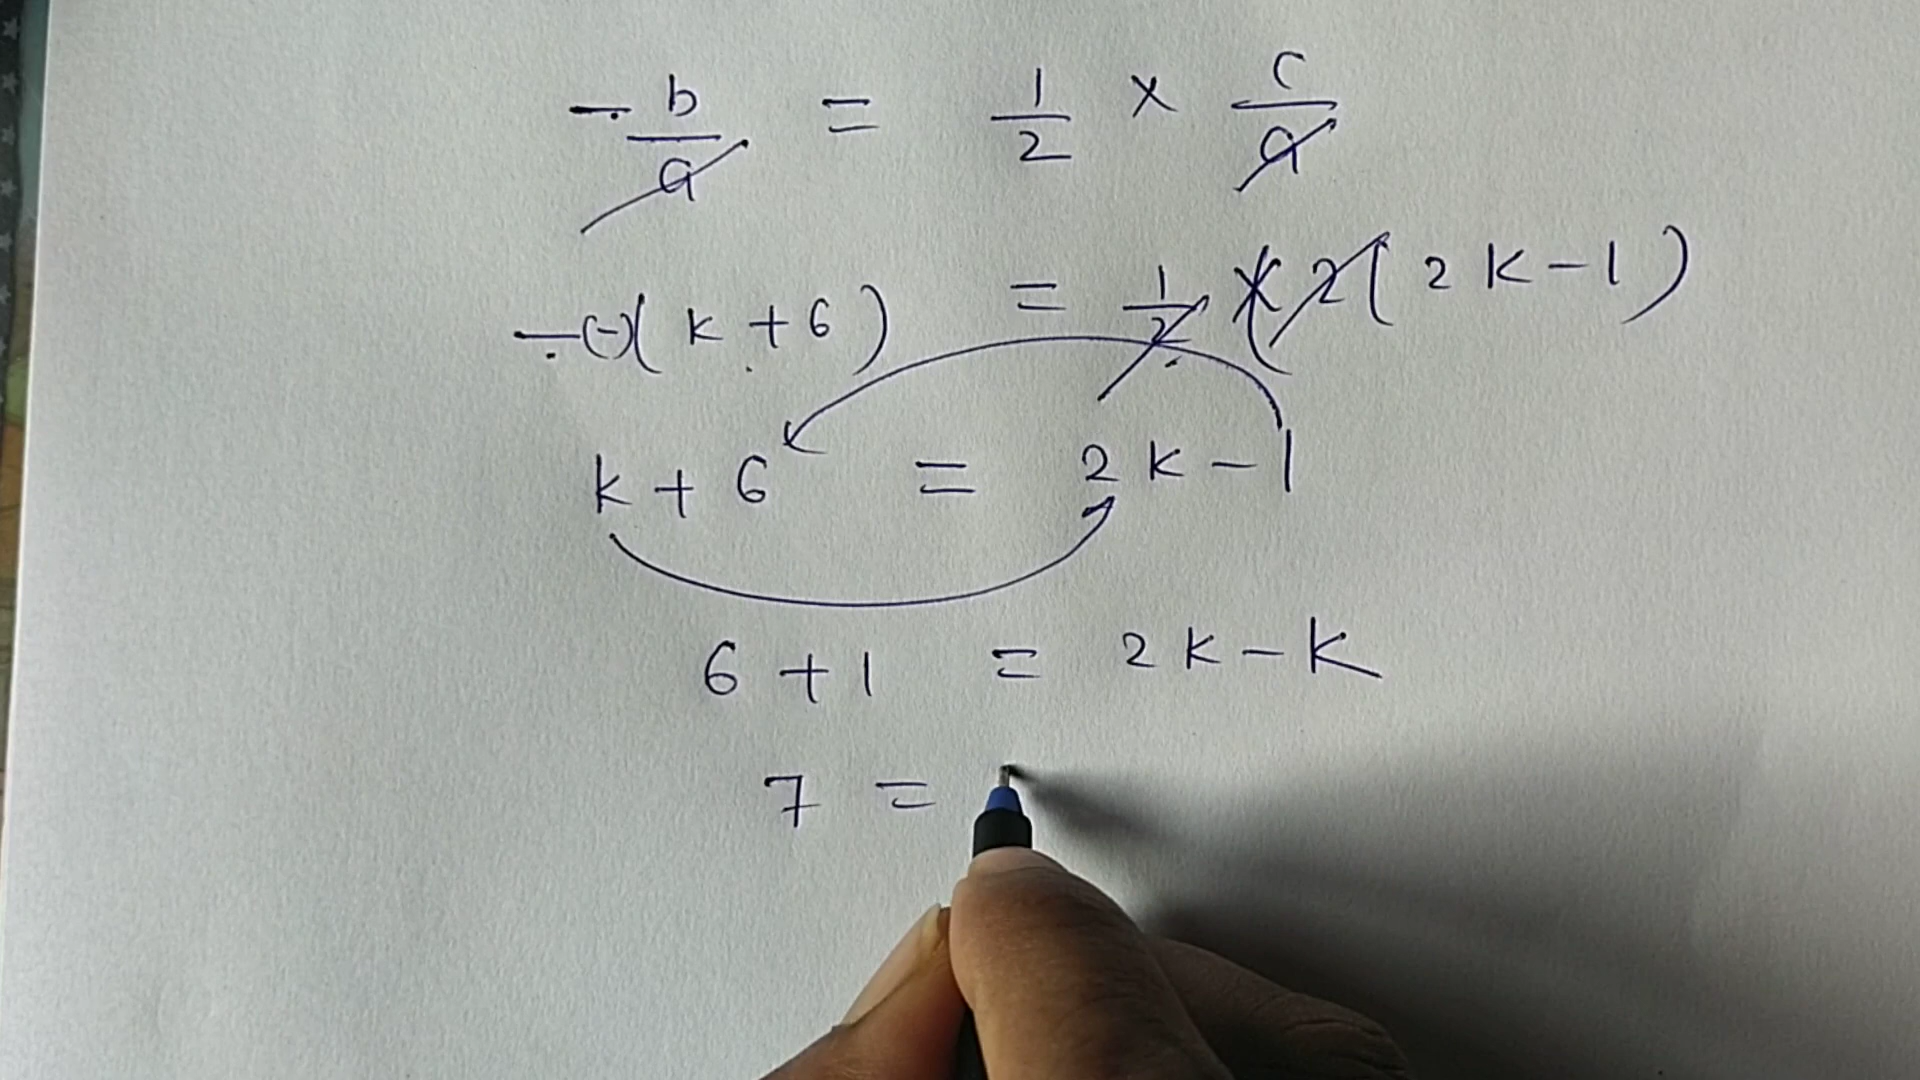 - b/a = 1/2 × c/a
-(-)(k + 6) = 1/2 × 2(2k - 1)
k + 6 = 2k - 1
6 + 1 = 2k - k
7 =